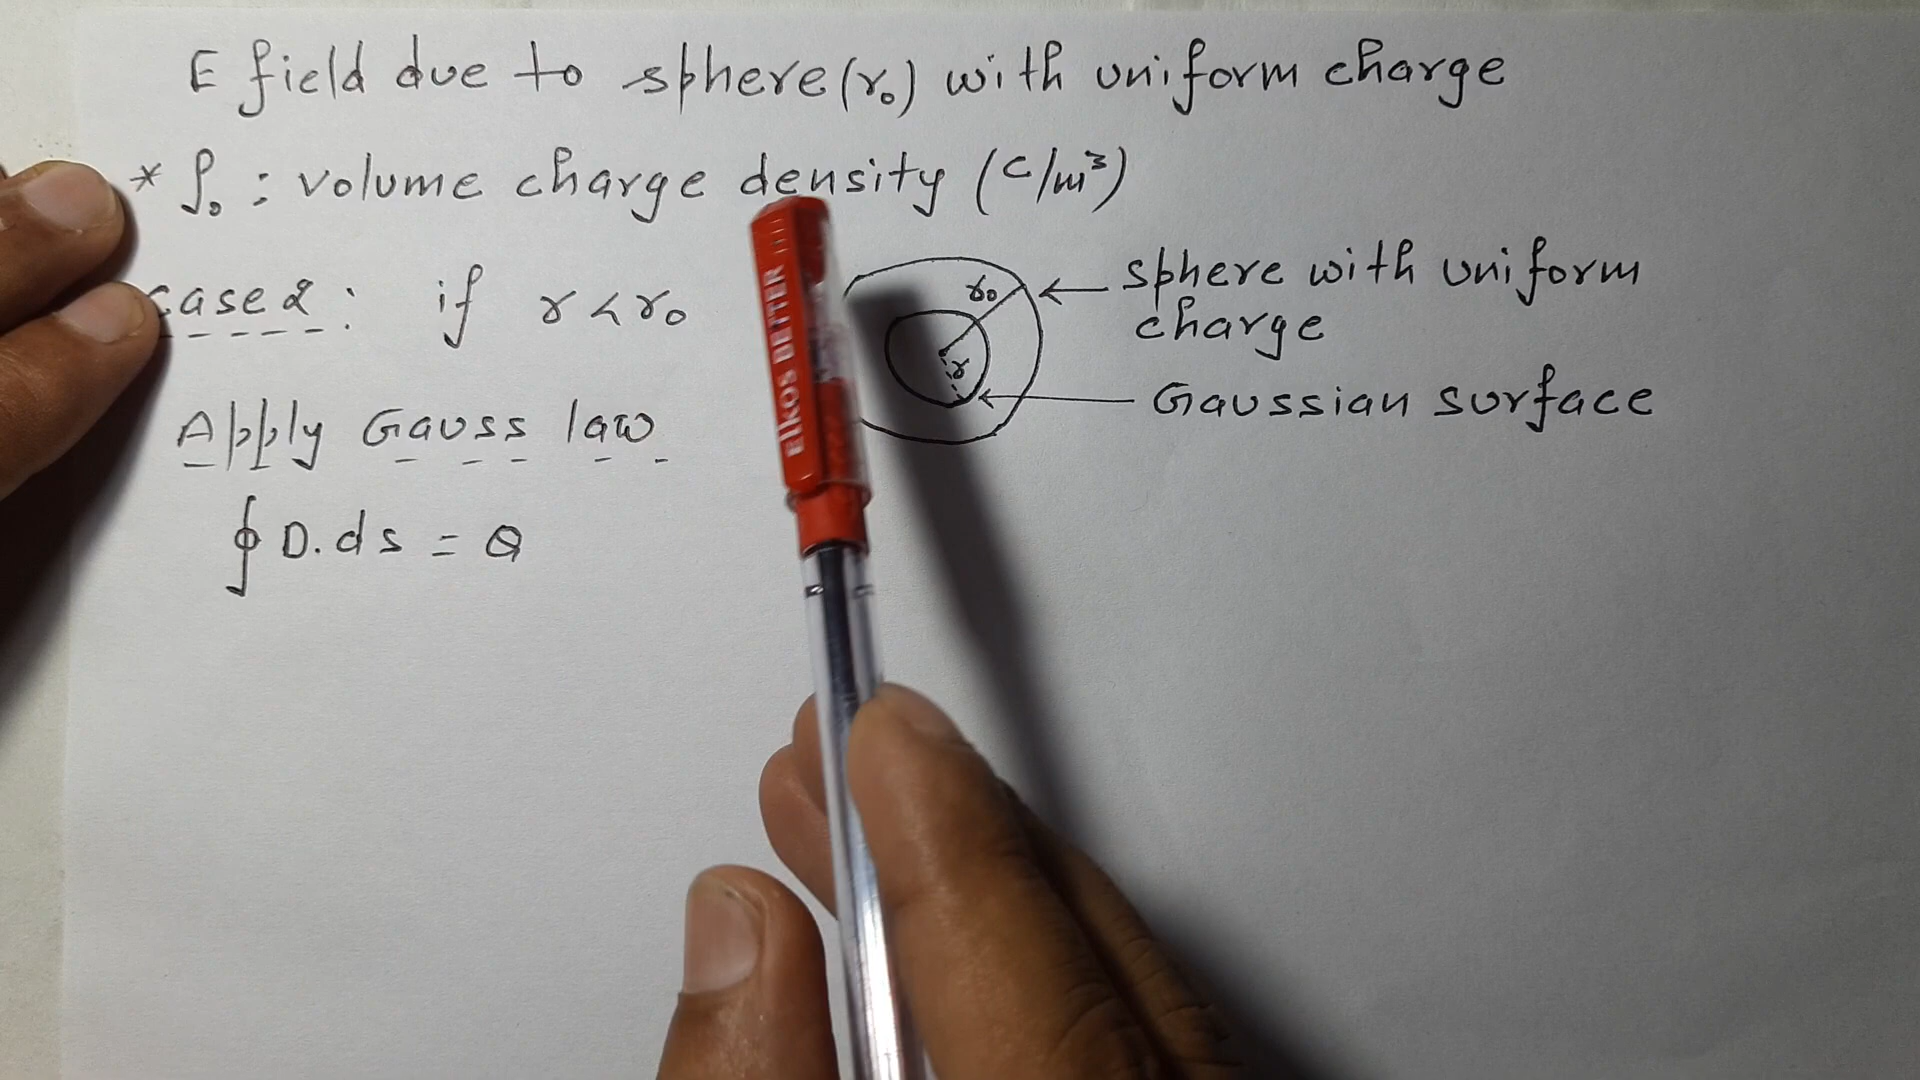 E field due to sphere (r₀) with uniform charge
* ρ₀ : volume charge density (C/m³)
case 2 : if r < r₀
r₀
r
sphere with uniform
charge
Gaussian surface
Apply Gauss law
∮ D.ds = Q
Elkos BETTER